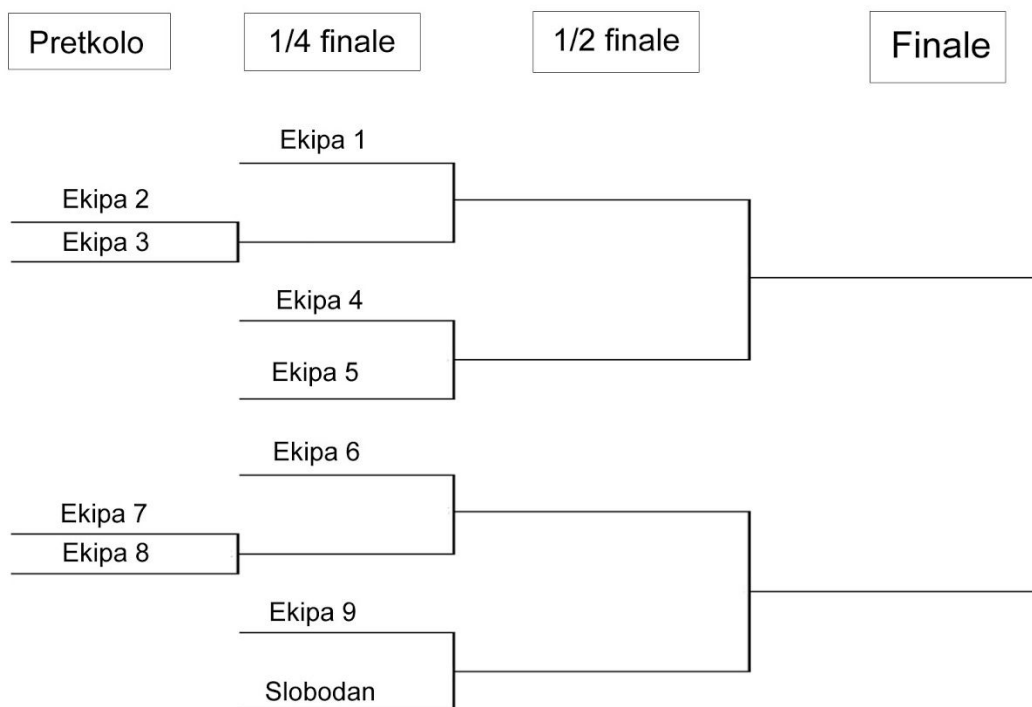 Pretkolo
1/4 finale
1/2 finale
Finale
Ekipa 1
Ekipa 2
Ekipa 3
Ekipa 4
Ekipa 5
Ekipa 6
Ekipa 7
Ekipa 8
Ekipa 9
Slobodan